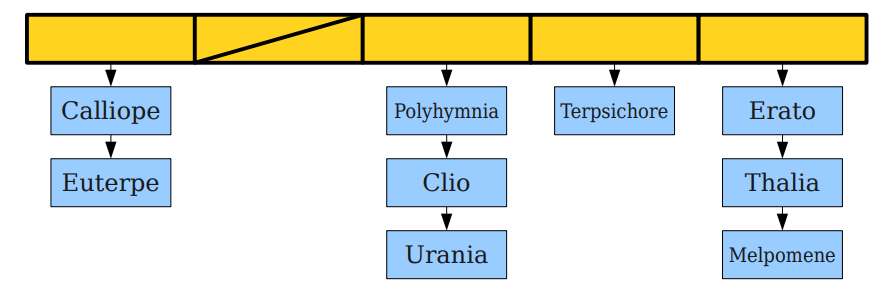 Calliope
Polyhymnia
Terpsichore
Erato
Euterpe
Clio
Thalia
Urania
Melpomene